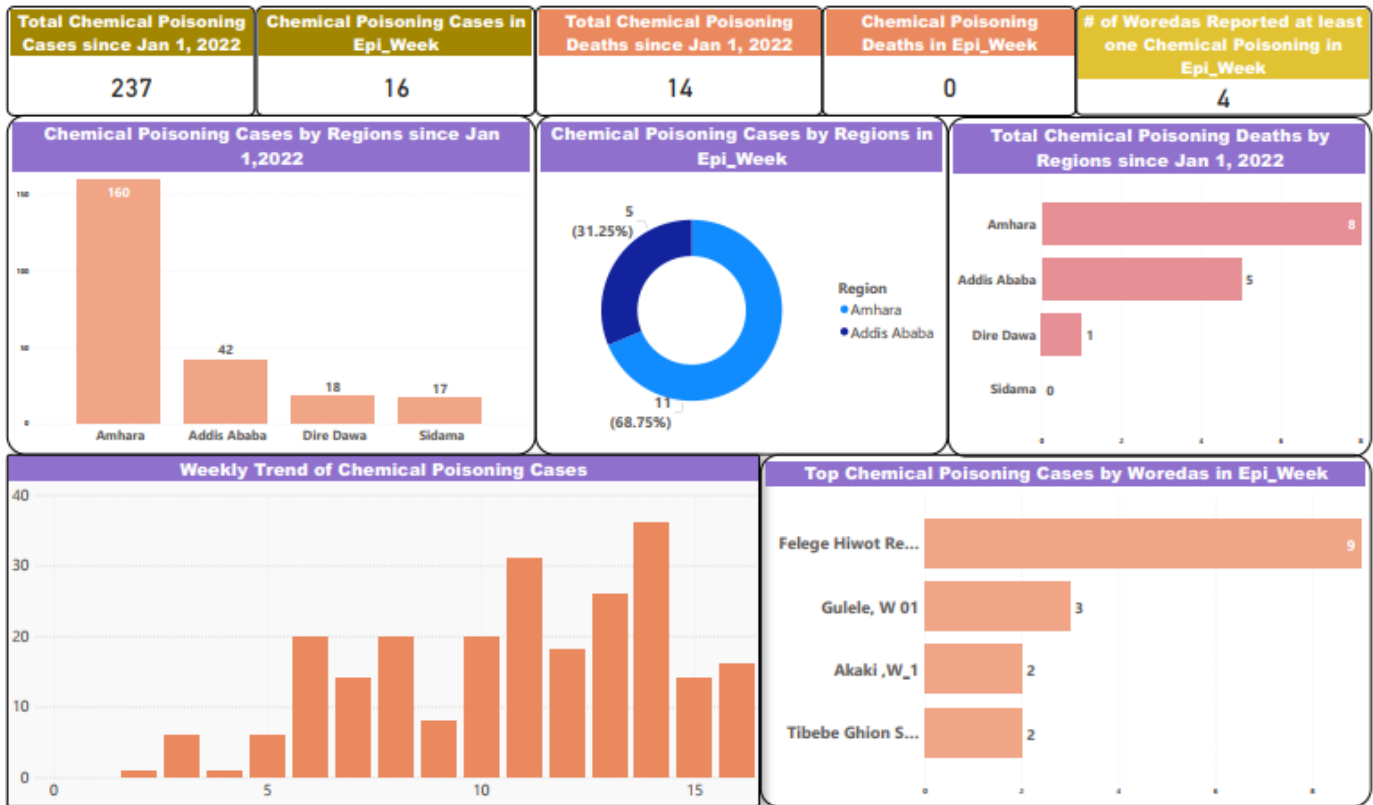 Total Chemical Poisoning
Cases since Jan 1, 2022
237
Chemical Poisoning Cases in
Epi_Week
16
Total Chemical Poisoning
Deaths since Jan 1, 2022
14
Chemical Poisoning
Deaths in Epi_Week
0
# of Woredas Reported at least
one Chemical Poisoning in
Epi_Week
4
Chemical Poisoning Cases by Regions since Jan
1,2022
150
100
50
0
160
42
18
17
Amhara
Addis Ababa
Dire Dawa
Sidama
Chemical Poisoning Cases by Regions in
Epi_Week
5
(31.25%)
11
(68.75%)
Region
Amhara
Addis Ababa
Total Chemical Poisoning Deaths by
Regions since Jan 1, 2022
Amhara 8
Addis Ababa 5
Dire Dawa 1
Sidama 0
0 2 4 6 8
Weekly Trend of Chemical Poisoning Cases
40
30
20
10
0
0 5 10 15
Top Chemical Poisoning Cases by Woredas in Epi_Week
Felege Hiwot Re... 9
Gulele, W 01 3
Akaki ,W_1 2
Tibebe Ghion S... 2
0 2 4 6 8